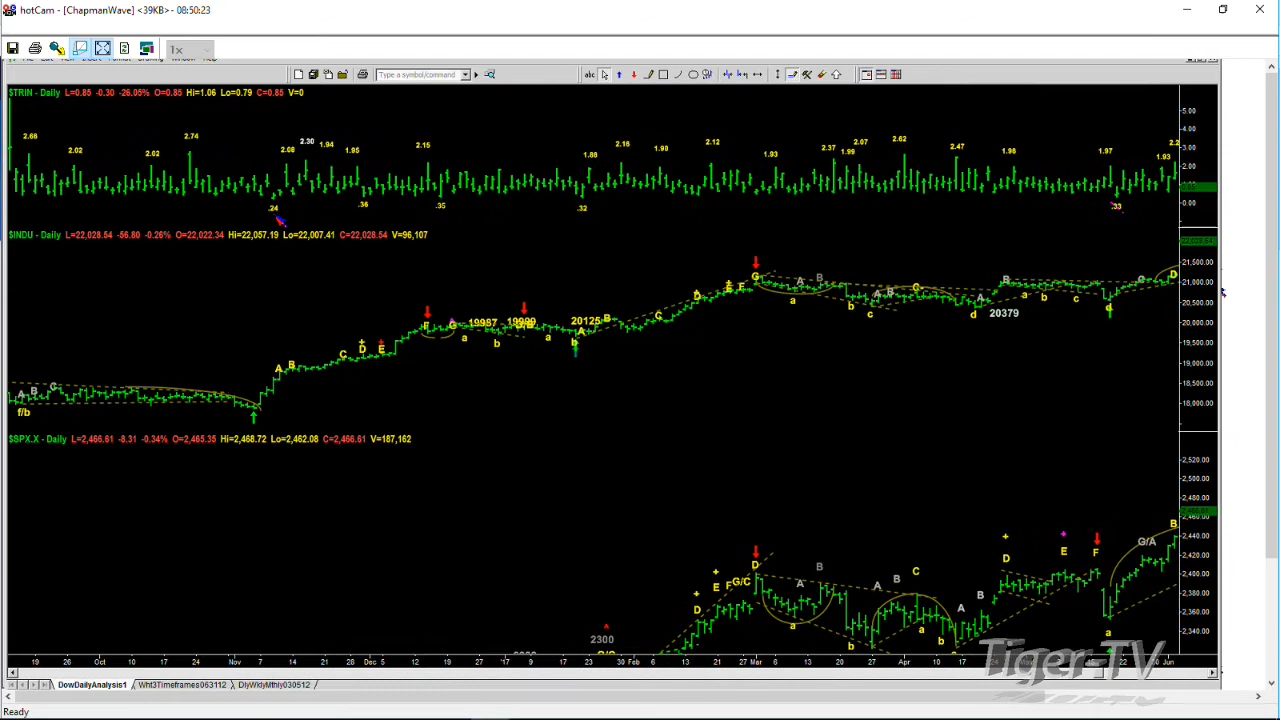 hotCam - [ChapmanWave] <39KB> - 08:50:23
1x
Type a symbol/command
abc
$TRIN - Daily L=0.85 -0.30 -26.05% O=0.85 Hi=1.06 Lo=0.79 C=0.85 V=0
5.00
4.00
3.00
2.00
0.00
2.66 2.02 2.02 2.74 2.08 2.30 1.94 1.95 2.15 1.88 2.16 1.90 2.12 1.93 2.37 1.99 2.07 2.62 2.47 1.96 1.97 1.93
.24 .36 .35 .32 .33
$INDU - Daily L=22,028.54 -56.80 -0.26% O=22,022.34 Hi=22,057.19 Lo=22,007.41 C=22,028.54 V=96,107
22,028.54
21,500.00
21,000.00
20,500.00
20,000.00
19,500.00
19,000.00
18,500.00
18,000.00
A B C
f/b
A B C D E F G 19987 19999 20125 A B C D E F G
a b a b
A B A B C A B C D
a b c d a b c d
20379
$SPX.X - Daily L=2,466.61 -8.31 -0.34% O=2,465.35 Hi=2,468.72 Lo=2,462.08 C=2,466.61 V=187,162
2,520.00
2,500.00
2,480.00
2,460.00
2,440.00
2,420.00
2,400.00
2,380.00
2,360.00
2,340.00
2300
D E F G/C D
A B A B C A B D E F G/A B
a b a b a
19 26 Oct 10 17 24 Nov 7 14 21 28 Dec 5 12 19 27 '17 9 17 23 30 Feb 6 13 21 27 Mar 6 13 20 27 Apr 10 17 22 30 Jun
Tiger-TV
DowDailyAnalysis1 Wht3Timeframes063112 DlyWklyMthly030512
Ready